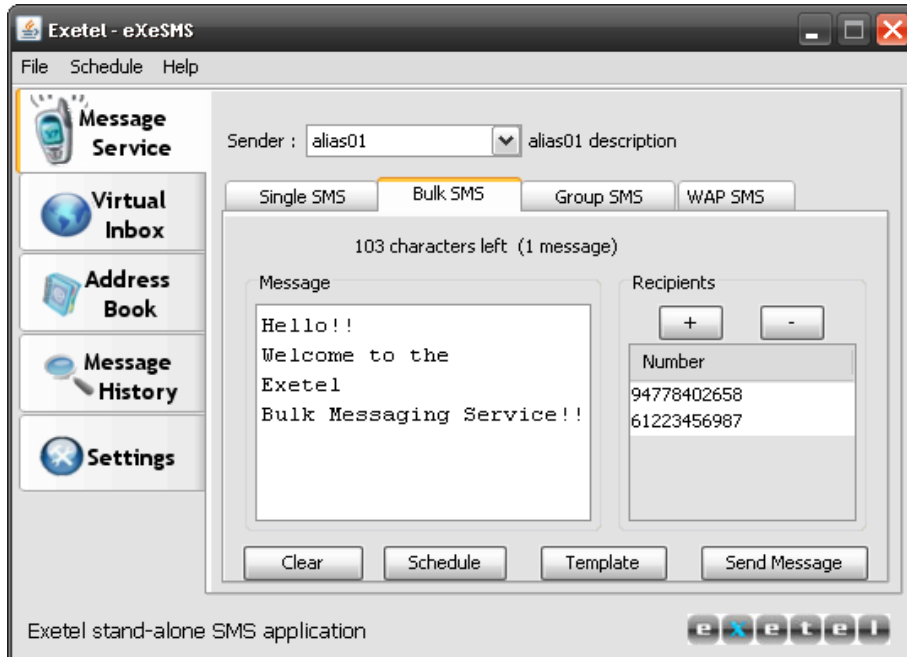 Exetel - eXeSMS
File Schedule Help
Message Service
Virtual Inbox
Address Book
Message History
Settings
Sender : alias01 alias01 description
Single SMS Bulk SMS Group SMS WAP SMS
103 characters left (1 message)
Message
Hello!!
Welcome to the
Exetel
Bulk Messaging Service!!
Recipients
+ -
Number
94778402658
61223456987
Clear Schedule Template Send Message
Exetel stand-alone SMS application
exetel